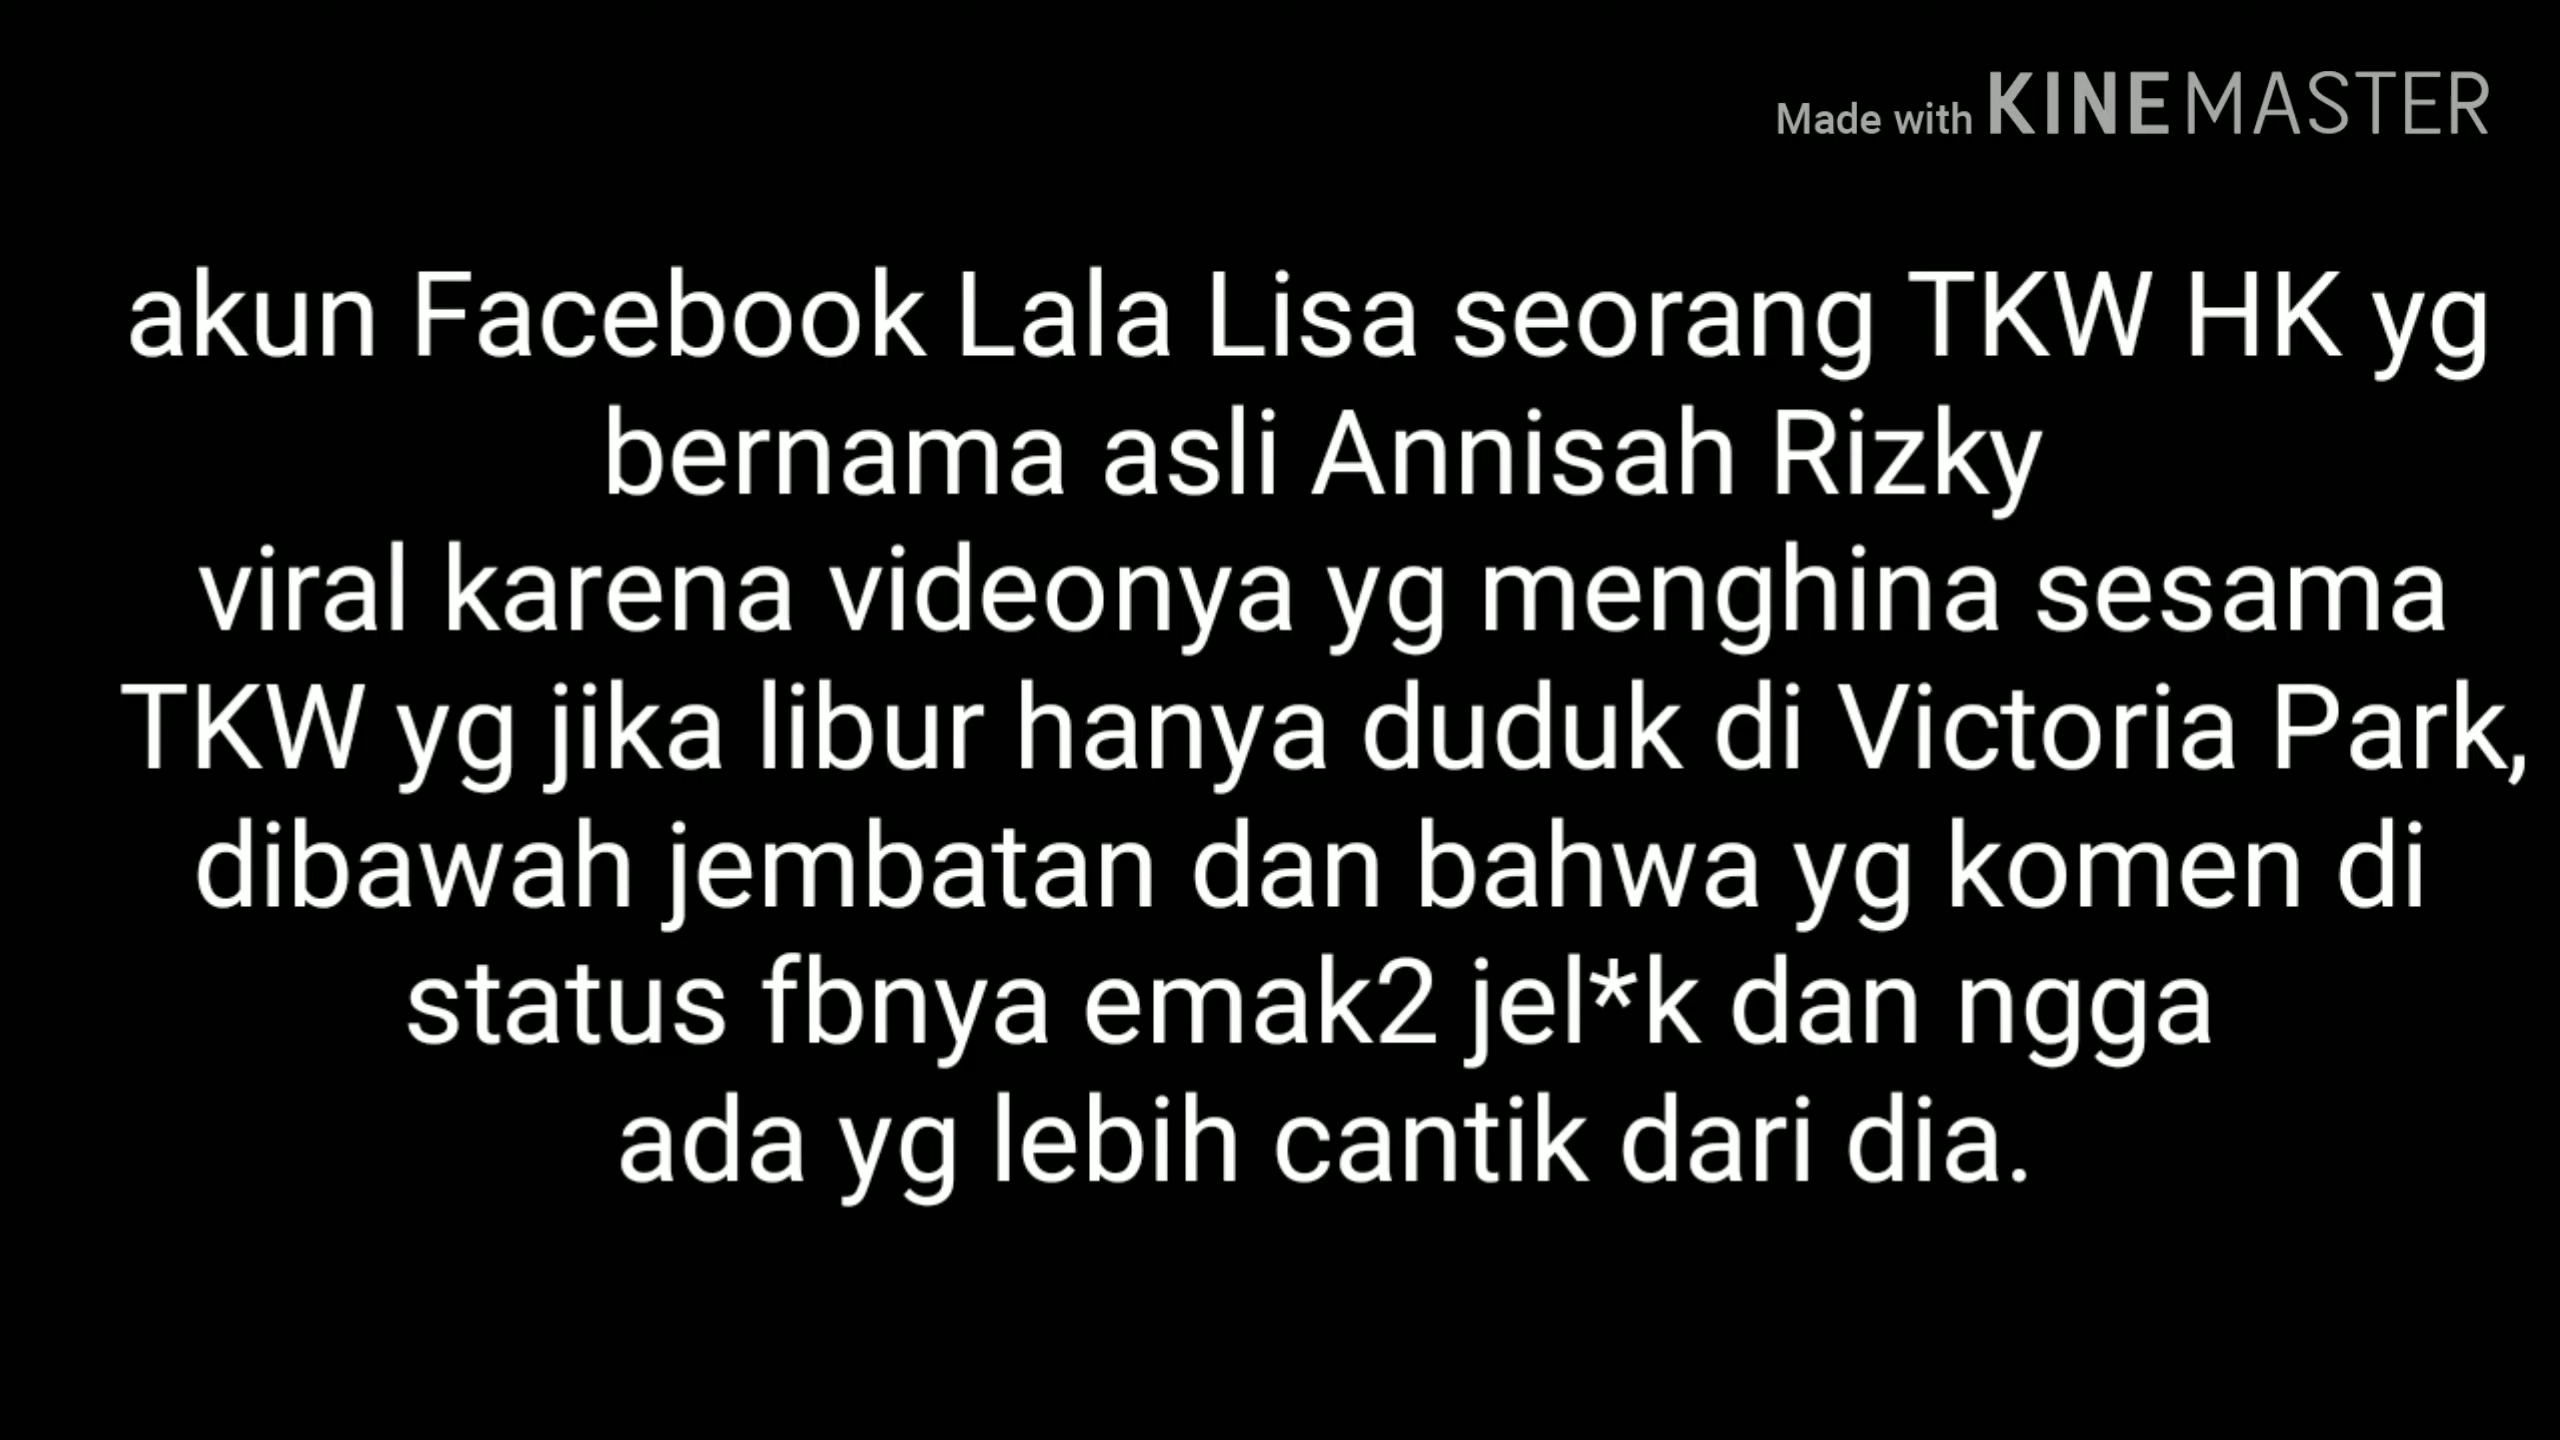 Made with KINEMASTER
akun Facebook Lala Lisa seorang TKW HK yg
bernama asli Annisah Rizky
viral karena videonya yg menghina sesama
TKW yg jika libur hanya duduk di Victoria Park,
dibawah jembatan dan bahwa yg komen di
status fbnya emak2 jel*k dan ngga
ada yg lebih cantik dari dia.